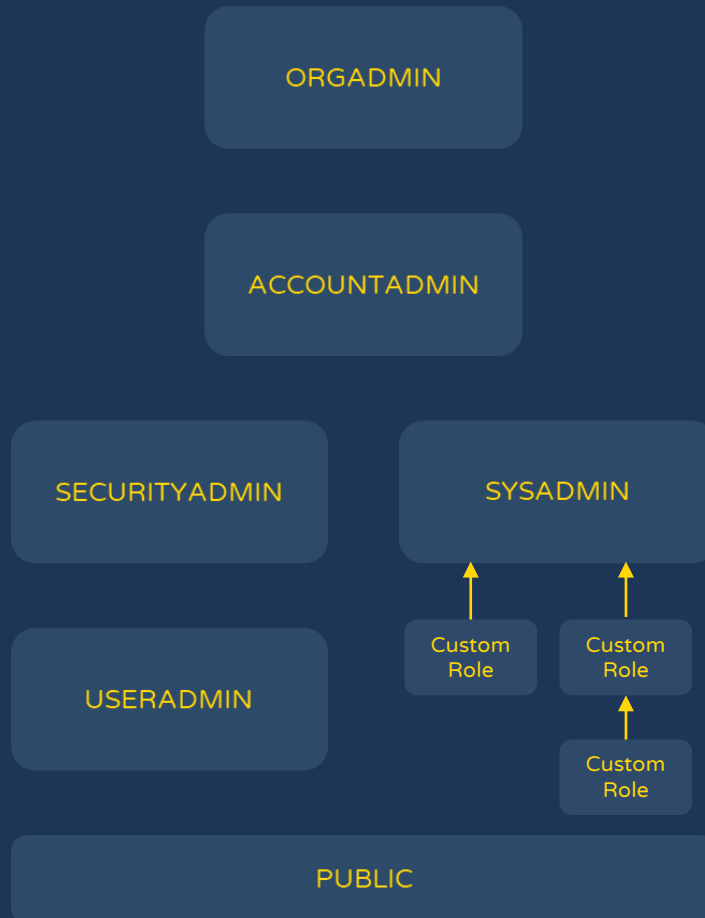 ORGADMIN
ACCOUNTADMIN
SECURITYADMIN
SYSADMIN
Custom
Role
Custom
Role
USERADMIN
Custom
Role
PUBLIC